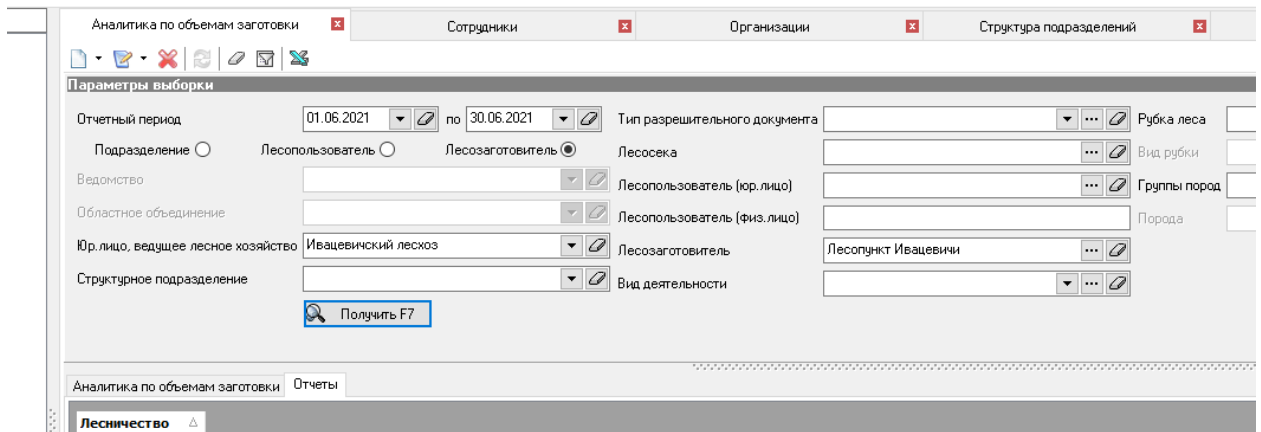 Аналитика по объемам заготовки Сотрудники Организации Структура подразделений
Параметры выборки
Отчетный период 01.06.2021 по 30.06.2021 Тип разрешительного документа Рубка леса
Подразделение Лесопользователь Лесозаготовитель Лесосека Вид рубки
Ведомство Лесопользователь (юр.лицо) Группы пород
Областное объединение Лесопользователь (физ.лицо) Порода
Юр.лицо, ведущее лесное хозяйство Ивацевичский лесхоз Лесозаготовитель Лесопункт Ивацевичи
Структурное подразделение Вид деятельности
Получить F7
Аналитика по объемам заготовки Отчеты
Лесничество